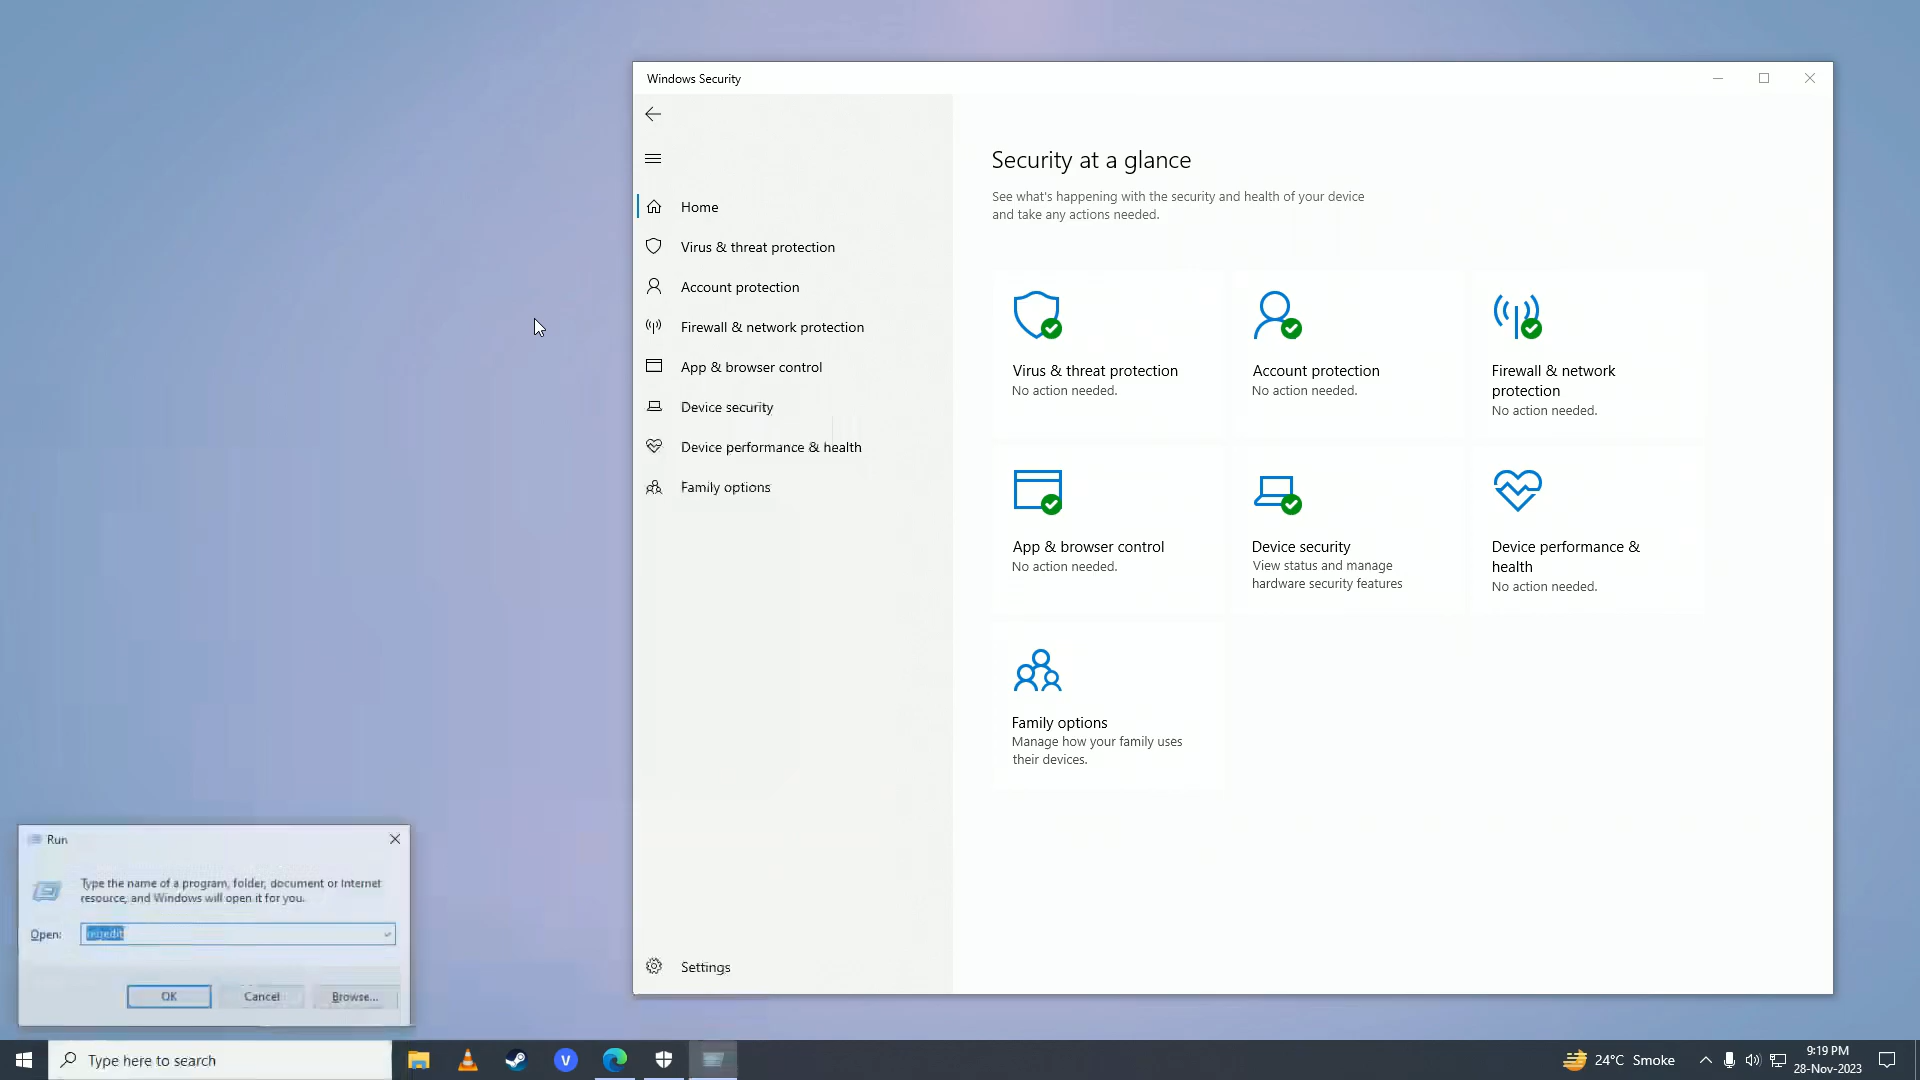 Windows Security
Home
Virus & threat protection
Account protection
Firewall & network protection
App & browser control
Device security
Device performance & health
Family options
Settings
Security at a glance
See what's happening with the security and health of your device
and take any actions needed.
Virus & threat protection
No action needed.
Account protection
No action needed.
Firewall & network
protection
No action needed.
App & browser control
No action needed.
Device security
View status and manage
hardware security features
Device performance &
health
No action needed.
Family options
Manage how your family uses
their devices.
Run
Type the name of a program, folder, document or Internet
resource, and Windows will open it for you.
Open:
regedit
OK
Cancel
Browse...
Type here to search
V
24°C Smoke
9:19 PM
28-Nov-2023